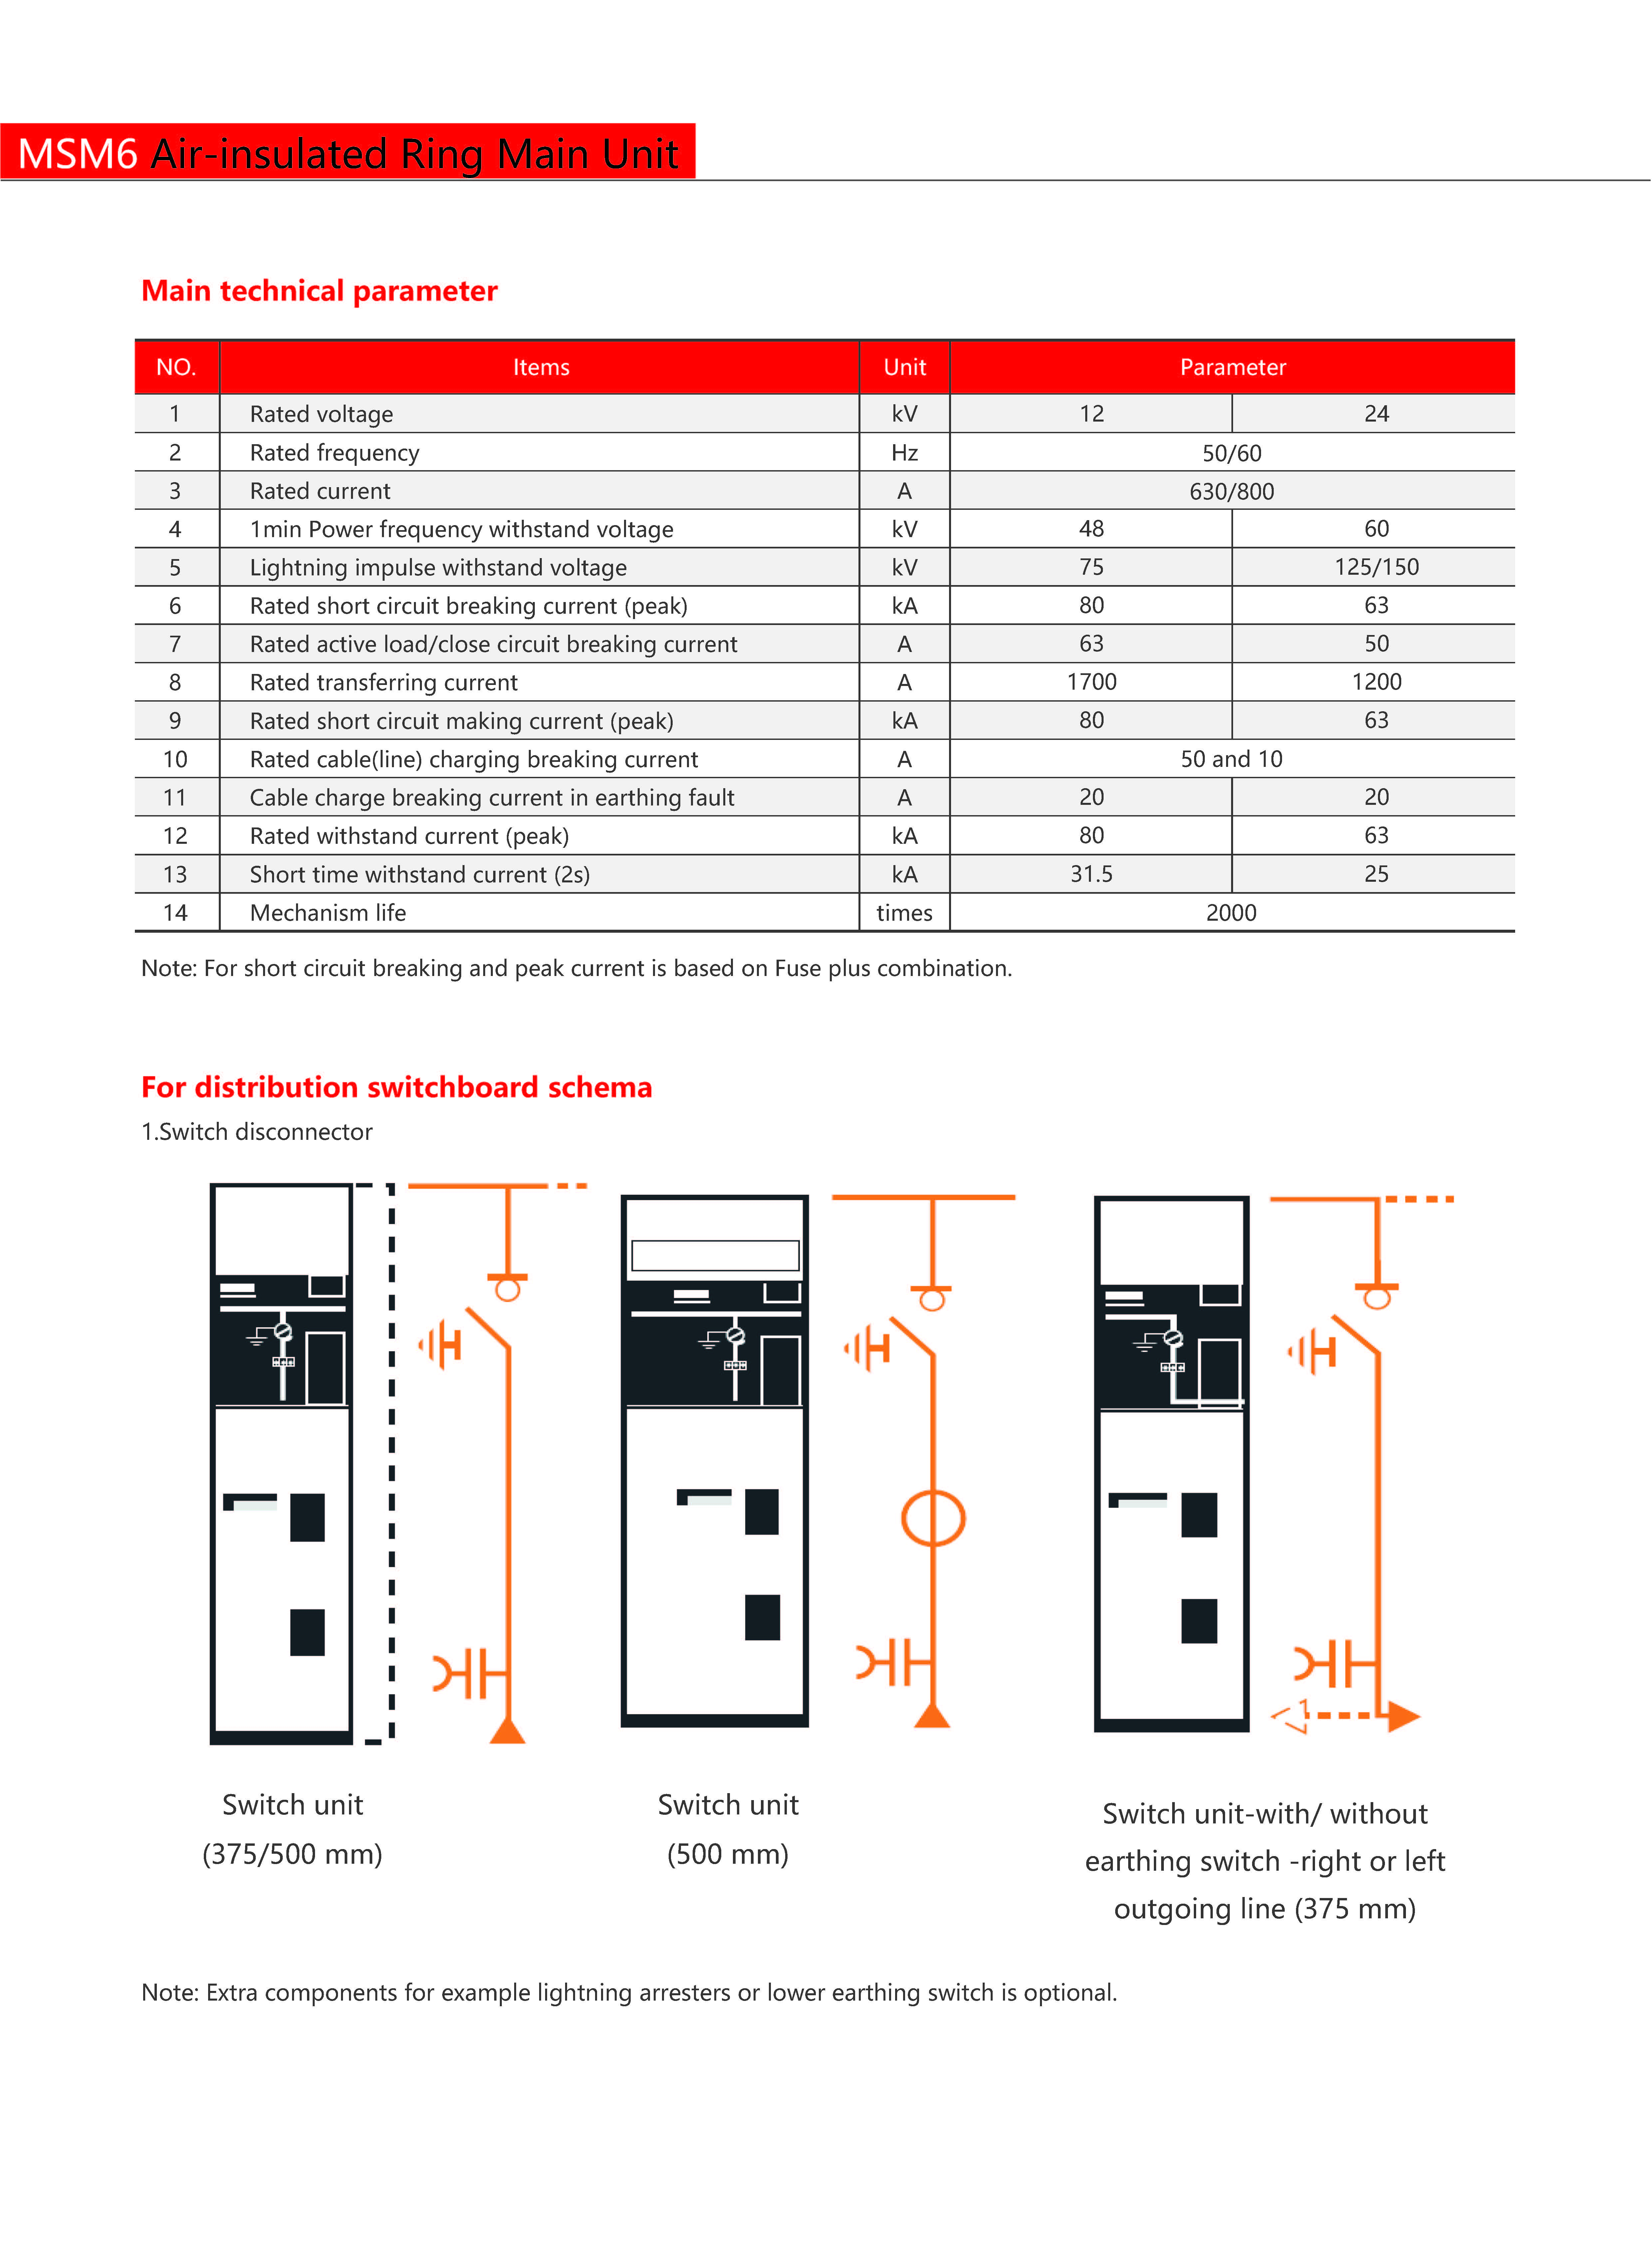 MSM6 Air-insulated Ring Main Unit
Main technical parameter
NO. Items Unit Parameter
1 Rated voltage kV 12 24
2 Rated frequency Hz 50/60
3 Rated current A 630/800
4 1min Power frequency withstand voltage kV 48 60
5 Lightning impulse withstand voltage kV 75 125/150
6 Rated short circuit breaking current (peak) kA 80 63
7 Rated active load/close circuit breaking current A 63 50
8 Rated transferring current A 1700 1200
9 Rated short circuit making current (peak) kA 80 63
10 Rated cable(line) charging breaking current A 50 and 10
11 Cable charge breaking current in earthing fault A 20 20
12 Rated withstand current (peak) kA 80 63
13 Short time withstand current (2s) kA 31.5 25
14 Mechanism life times 2000
Note: For short circuit breaking and peak current is based on Fuse plus combination.
For distribution switchboard schema
1.Switch disconnector
Switch unit
(375/500 mm)
Switch unit
(500 mm)
Switch unit-with/ without
earthing switch -right or left
outgoing line (375 mm)
Note: Extra components for example lightning arresters or lower earthing switch is optional.